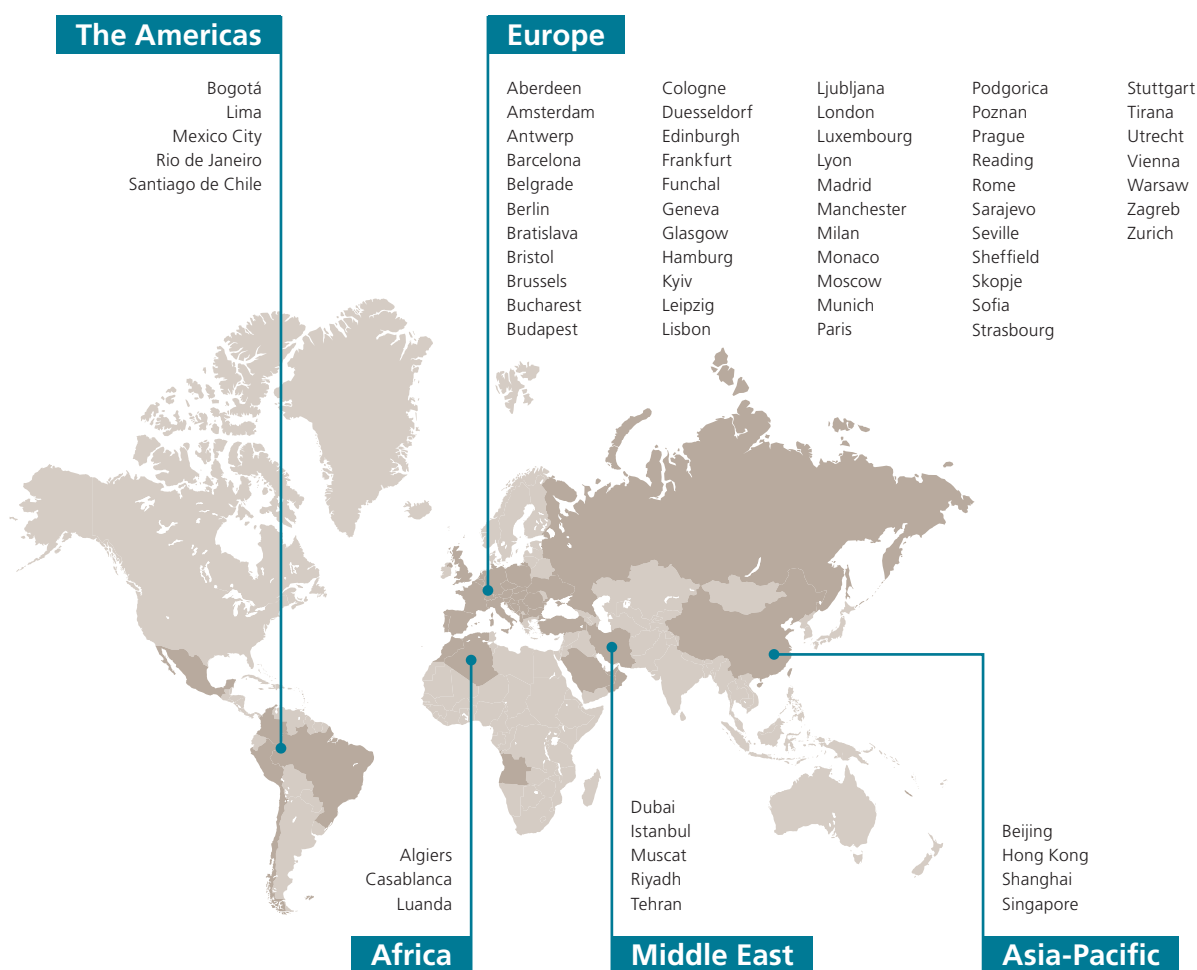 The Americas
Bogotá
Lima
Mexico City
Rio de Janeiro
Santiago de Chile
Europe
Aberdeen
Amsterdam
Antwerp
Barcelona
Belgrade
Berlin
Bratislava
Bristol
Brussels
Bucharest
Budapest
Cologne
Duesseldorf
Edinburgh
Frankfurt
Funchal
Geneva
Glasgow
Hamburg
Kyiv
Leipzig
Lisbon
Ljubljana
London
Luxembourg
Lyon
Madrid
Manchester
Milan
Monaco
Moscow
Munich
Paris
Podgorica
Poznan
Prague
Reading
Rome
Sarajevo
Seville
Sheffield
Skopje
Sofia
Strasbourg
Stuttgart
Tirana
Utrecht
Vienna
Warsaw
Zagreb
Zurich
Algiers
Casablanca
Luanda
Africa
Dubai
Istanbul
Muscat
Riyadh
Tehran
Middle East
Beijing
Hong Kong
Shanghai
Singapore
Asia-Pacific